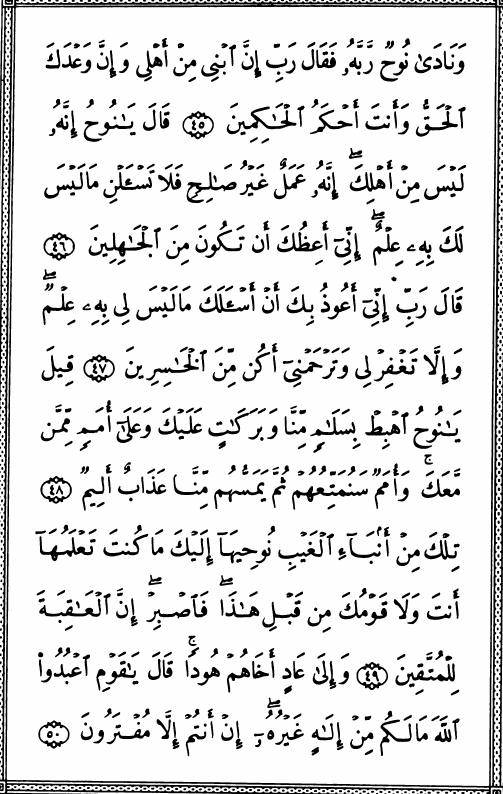 وَنَادَىٰ نُوحٌ رَّبَّهُۥ فَقَالَ رَبِّ إِنَّ ٱبْنِى مِنْ أَهْلِى وَإِنَّ وَعْدَكَ
ٱلْحَقُّ وَأَنتَ أَحْكَمُ ٱلْحَٰكِمِينَ ٤٥ قَالَ يَٰنُوحُ إِنَّهُۥ
لَيْسَ مِنْ أَهْلِكَ ۖ إِنَّهُۥ عَمَلٌ غَيْرُ صَٰلِحٍ فَلَا تَسْـَٔلْنِ مَا لَيْسَ
لَكَ بِهِۦ عِلْمٌ ۖ إِنِّىٓ أَعِظُكَ أَن تَكُونَ مِنَ ٱلْجَٰهِلِينَ ٤٦
قَالَ رَبِّ إِنِّىٓ أَعُوذُ بِكَ أَنْ أَسْـَٔلَكَ مَا لَيْسَ لِى بِهِۦ عِلْمٌ ۖ
وَإِلَّا تَغْفِرْ لِى وَتَرْحَمْنِىٓ أَكُن مِّنَ ٱلْخَٰسِرِينَ ٤٧ قِيلَ
يَٰنُوحُ ٱهْبِطْ بِسَلَٰمٍ مِّنَّا وَبَرَكَٰتٍ عَلَيْكَ وَعَلَىٰٓ أُمَمٍ مِّمَّن
مَّعَكَ ۚ وَأُمَمٌ سَنُمَتِّعُهُمْ ثُمَّ يَمَسُّهُم مِّنَّا عَذَابٌ أَلِيمٌ ٤٨
تِلْكَ مِنْ أَنۢبَآءِ ٱلْغَيْبِ نُوحِيهَآ إِلَيْكَ مَا كُنتَ تَعْلَمُهَآ
أَنتَ وَلَا قَوْمُكَ مِن قَبْلِ هَٰذَا ۖ فَٱصْبِرْ ۖ إِنَّ ٱلْعَٰقِبَةَ
لِلْمُتَّقِينَ ٤٩ وَإِلَىٰ عَادٍ أَخَاهُمْ هُودًا ۚ قَالَ يَٰقَوْمِ ٱعْبُدُوا۟
ٱللَّهَ مَا لَكُم مِّنْ إِلَٰهٍ غَيْرُهُۥٓ ۖ إِنْ أَنتُمْ إِلَّا مُفْتَرُونَ ٥٠